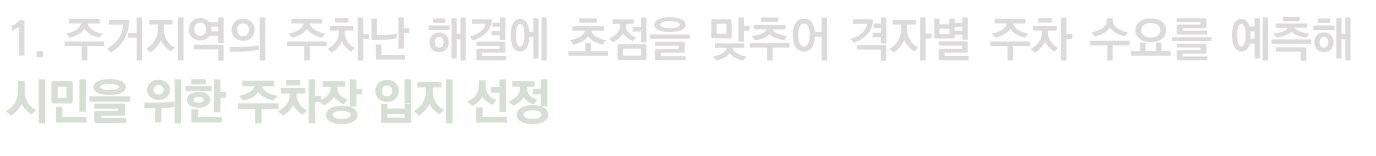 1. 주거지역의 주차난 해결에 초점을 맞추어 격자별 주차 수요를 예측해
시민을 위한 주차장 입지 선정